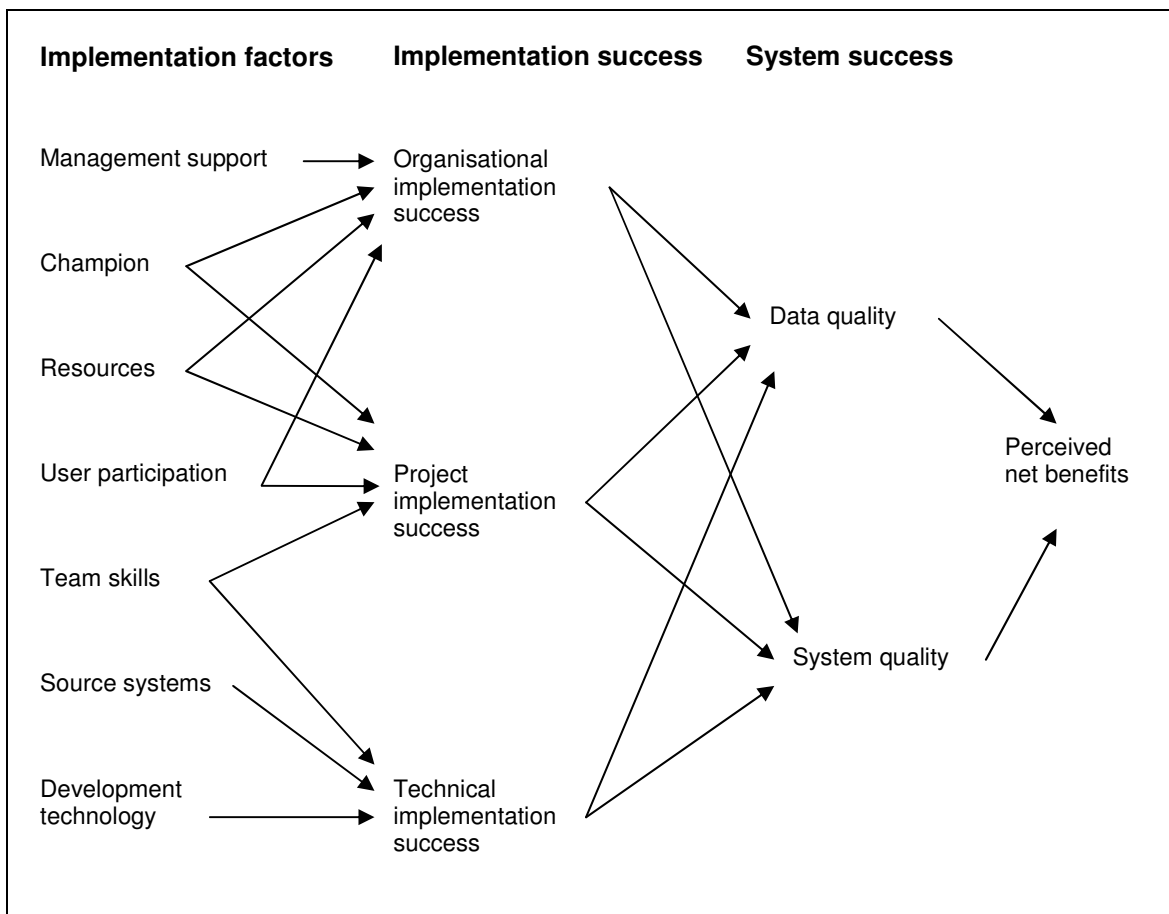 Implementation factors
Implementation success
System success
Management support
Organisational
implementation
success
Champion
Data quality
Resources
Perceived
net benefits
User participation
Project
implementation
success
Team skills
System quality
Source systems
Development
technology
Technical
implementation
success